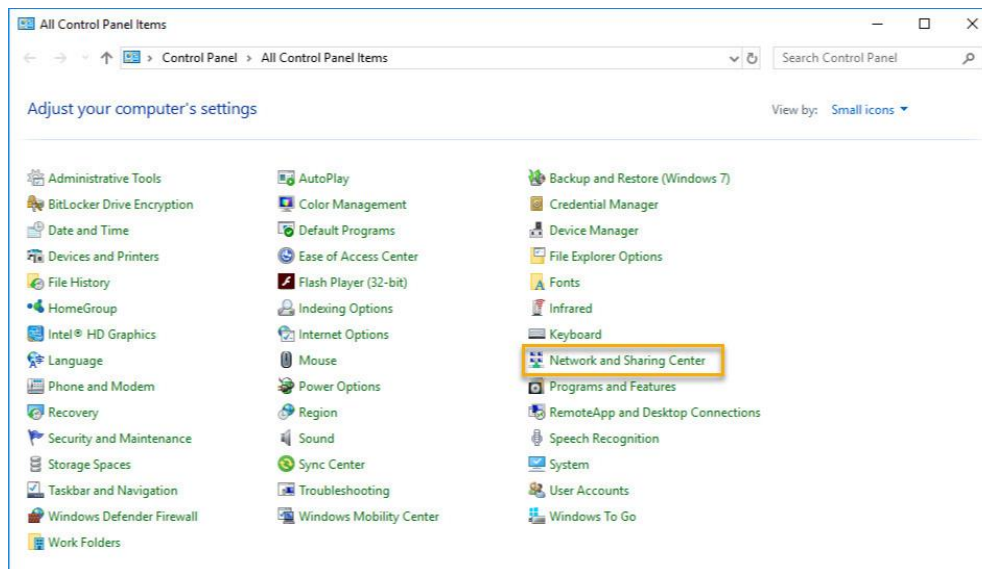 All Control Panel Items
Control Panel > All Control Panel Items
Search Control Panel
Adjust your computer's settings
View by: Small icons
Administrative Tools
AutoPlay
Backup and Restore (Windows 7)
BitLocker Drive Encryption
Color Management
Credential Manager
Date and Time
Default Programs
Device Manager
Devices and Printers
Ease of Access Center
File Explorer Options
File History
Flash Player (32-bit)
Fonts
HomeGroup
Indexing Options
Infrared
Intel® HD Graphics
Internet Options
Keyboard
Language
Mouse
Network and Sharing Center
Phone and Modem
Power Options
Programs and Features
Recovery
Region
RemoteApp and Desktop Connections
Security and Maintenance
Sound
Speech Recognition
Storage Spaces
Sync Center
System
Taskbar and Navigation
Troubleshooting
User Accounts
Windows Defender Firewall
Windows Mobility Center
Windows To Go
Work Folders